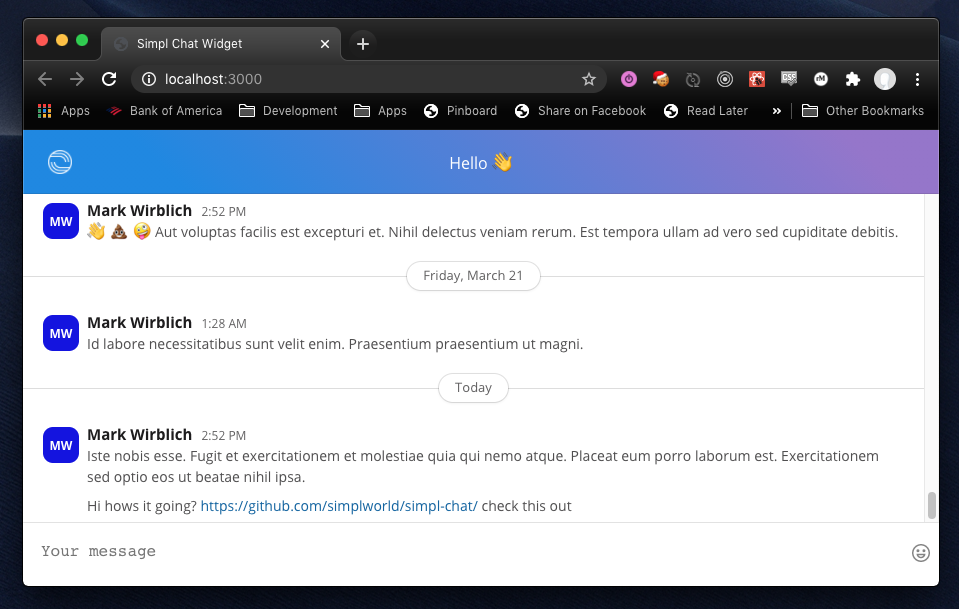 Simpl Chat Widget
localhost:3000
Apps Bank of America Development Apps Pinboard Share on Facebook Read Later » Other Bookmarks
Hello 👋
MW Mark Wirblich 2:52 PM
👋 💩 🤪 Aut voluptas facilis est excepturi et. Nihil delectus veniam rerum. Est tempora ullam ad vero sed cupiditate debitis.
Friday, March 21
MW Mark Wirblich 1:28 AM
Id labore necessitatibus sunt velit enim. Praesentium praesentium ut magni.
Today
MW Mark Wirblich 2:52 PM
Iste nobis esse. Fugit et exercitationem et molestiae quia qui nemo atque. Placeat eum porro laborum est. Exercitationem
sed optio eos ut beatae nihil ipsa.
Hi hows it going? https://github.com/simplworld/simpl-chat/ check this out
Your message